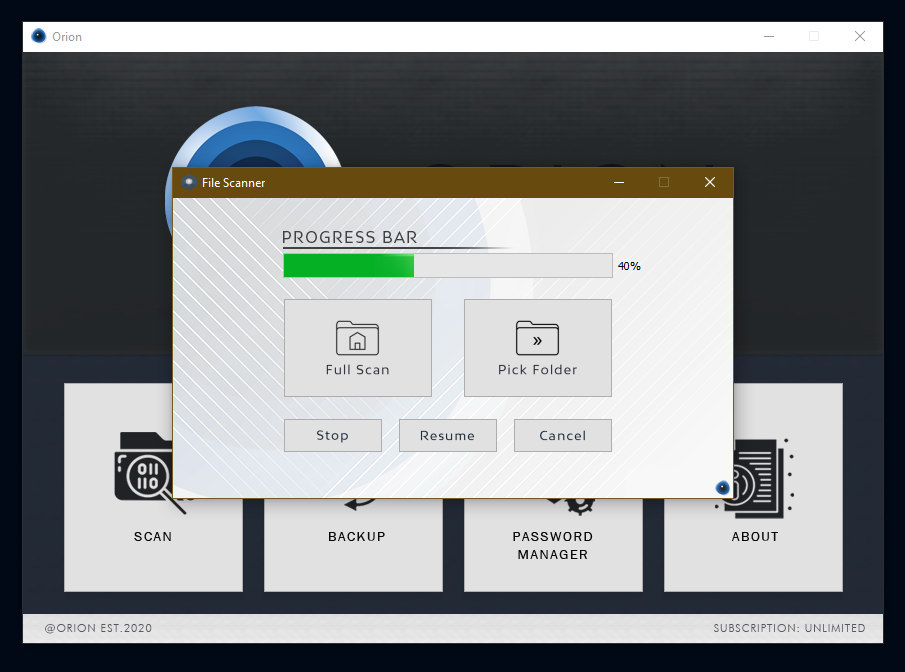 Orion
File Scanner
PROGRESS BAR
40%
Full Scan
Pick Folder
Stop
Resume
Cancel
SCAN
BACKUP
PASSWORD
MANAGER
ABOUT
@ORION EST.2020
SUBSCRIPTION: UNLIMITED